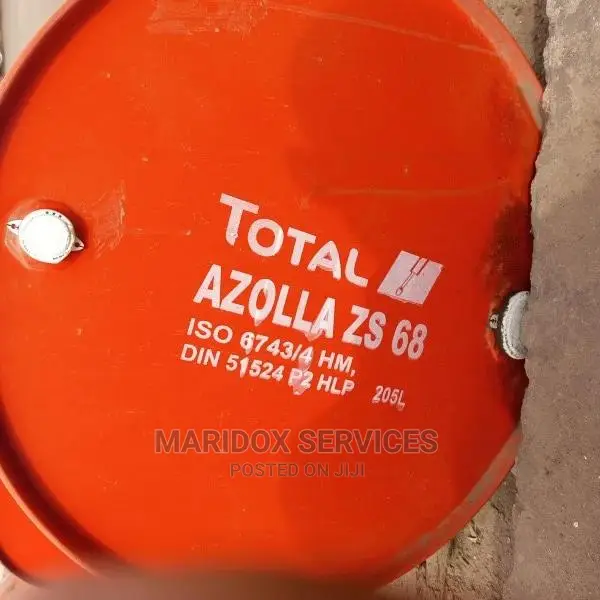 TOTAL
AZOLLA ZS 68
ISO 6743/4 HM,
DIN 51524 P2 HLP 205L
MARIDOX SERVICES
POSTED ON JIJI